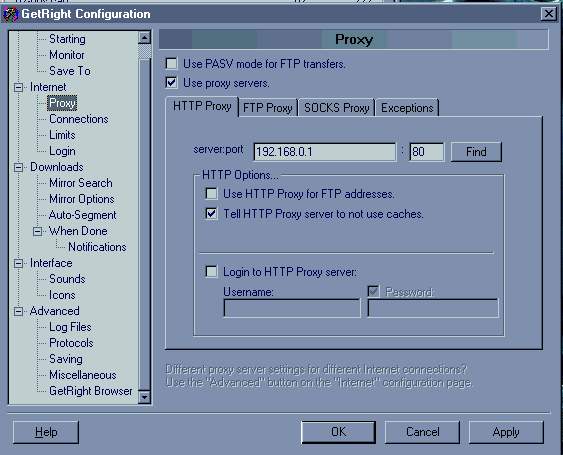 GetRight Configuration
Proxy
Starting
Monitor
Save To
Internet
Proxy
Connections
Limits
Login
Downloads
Mirror Search
Mirror Options
Auto-Segment
When Done
Notifications
Interface
Sounds
Icons
Advanced
Log Files
Protocols
Saving
Miscellaneous
GetRight Browser
Use PASV mode for FTP transfers.
Use proxy servers.
HTTP Proxy FTP Proxy SOCKS Proxy Exceptions
server:port 192.168.0.1 : 80 Find
HTTP Options...
Use HTTP Proxy for FTP addresses.
Tell HTTP Proxy server to not use caches.
Login to HTTP Proxy server:
Username: Password:
Different proxy server settings for different Internet connections?
Use the "Advanced" button on the "Internet" configuration page.
Help OK Cancel Apply